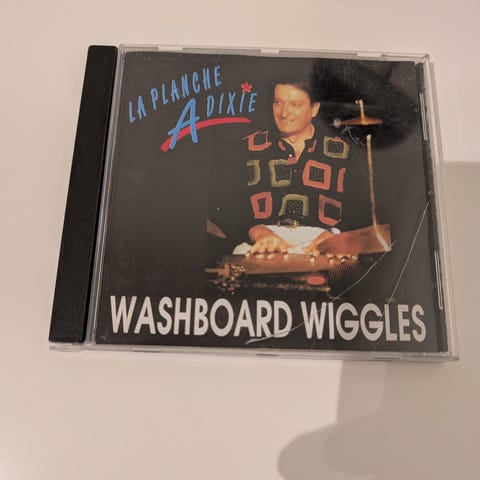 LA PLANCHE
A DIXIE
WASHBOARD WIGGLES